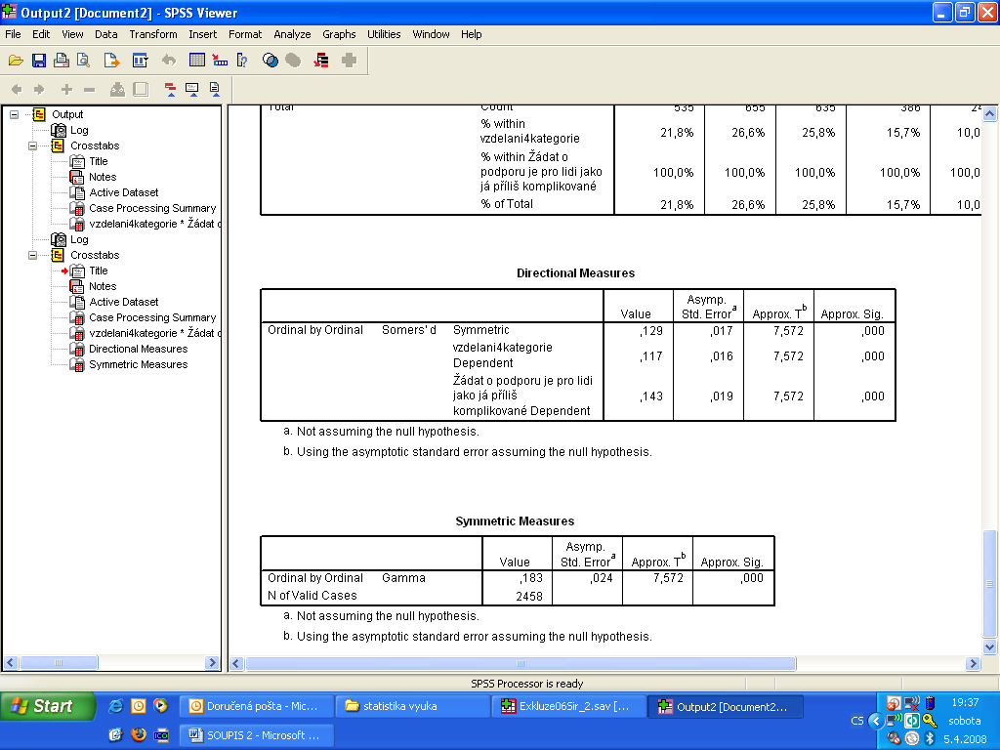 Output2 [Document2] - SPSS Viewer
File Edit View Data Transform Insert Format Analyze Graphs Utilities Window Help
Output
Log
Crosstabs
Title
Notes
Active Dataset
Case Processing Summary
vzdelani4kategorie * Žádat o
Log
Crosstabs
Title
Notes
Active Dataset
Case Processing Summary
vzdelani4kategorie * Žádat o
Directional Measures
Symmetric Measures
Total Count 535 655 635 386
% within
vzdelani4kategorie 21,8% 26,6% 25,8% 15,7% 10,0
% within Žádat o
podporu je pro lidi jako
já příliš komplikované 100,0% 100,0% 100,0% 100,0% 100,0
% of Total 21,8% 26,6% 25,8% 15,7% 10,0
Directional Measures
Value Asymp. Std. Error a Approx. T b Approx. Sig.
Ordinal by Ordinal Somers' d Symmetric ,129 ,017 7,572 ,000
vzdelani4kategorie
Dependent ,117 ,016 7,572 ,000
Žádat o podporu je pro lidi
jako já příliš
komplikované Dependent ,143 ,019 7,572 ,000
a. Not assuming the null hypothesis.
b. Using the asymptotic standard error assuming the null hypothesis.
Symmetric Measures
Value Asymp. Std. Error a Approx. T b Approx. Sig.
Ordinal by Ordinal Gamma ,183 ,024 7,572 ,000
N of Valid Cases 2458
a. Not assuming the null hypothesis.
b. Using the asymptotic standard error assuming the null hypothesis.
SPSS Processor is ready
Start
Doručená pošta - Mic...
statistika vyuka
Exkluze06Sir_2.sav [...
Output2 [Document2...
SOUPIS 2 - Microsoft ...
CS
19:37
sobota
5.4.2008